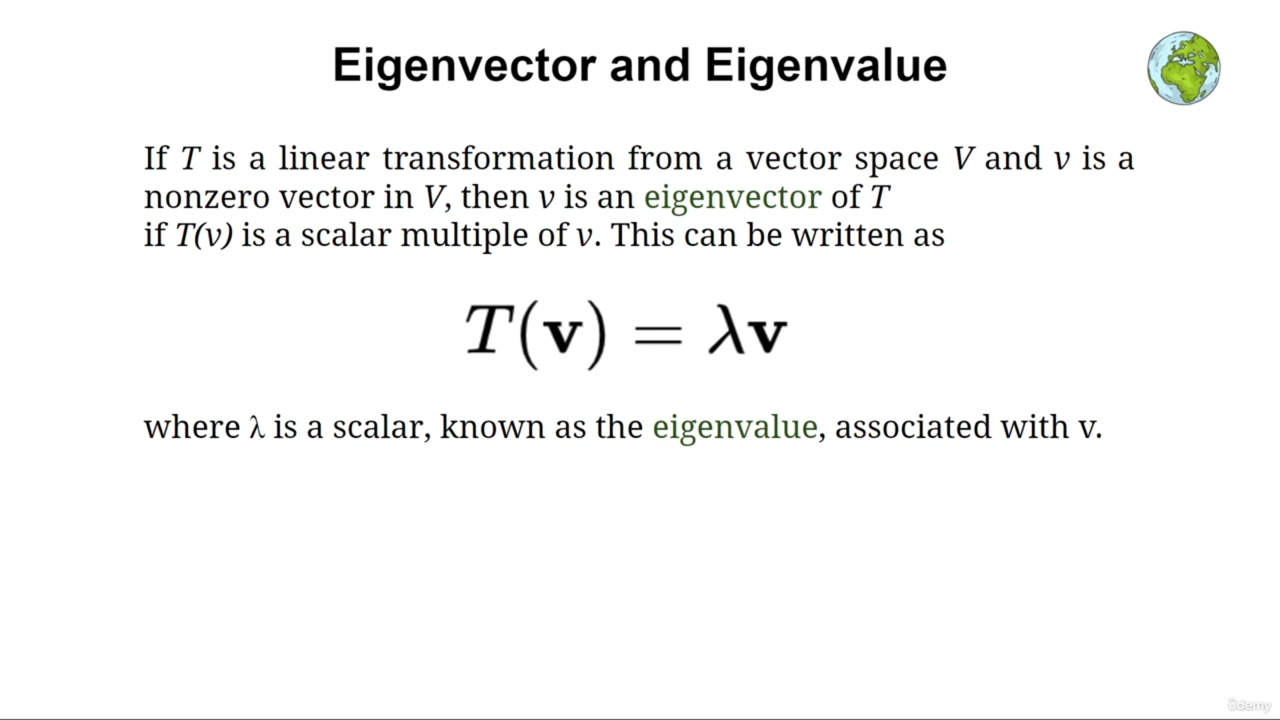 Eigenvector and Eigenvalue
If T is a linear transformation from a vector space V and v is a
nonzero vector in V, then v is an eigenvector of T
if T(v) is a scalar multiple of v. This can be written as
T(v) = λv
where λ is a scalar, known as the eigenvalue, associated with v.
ûdemy